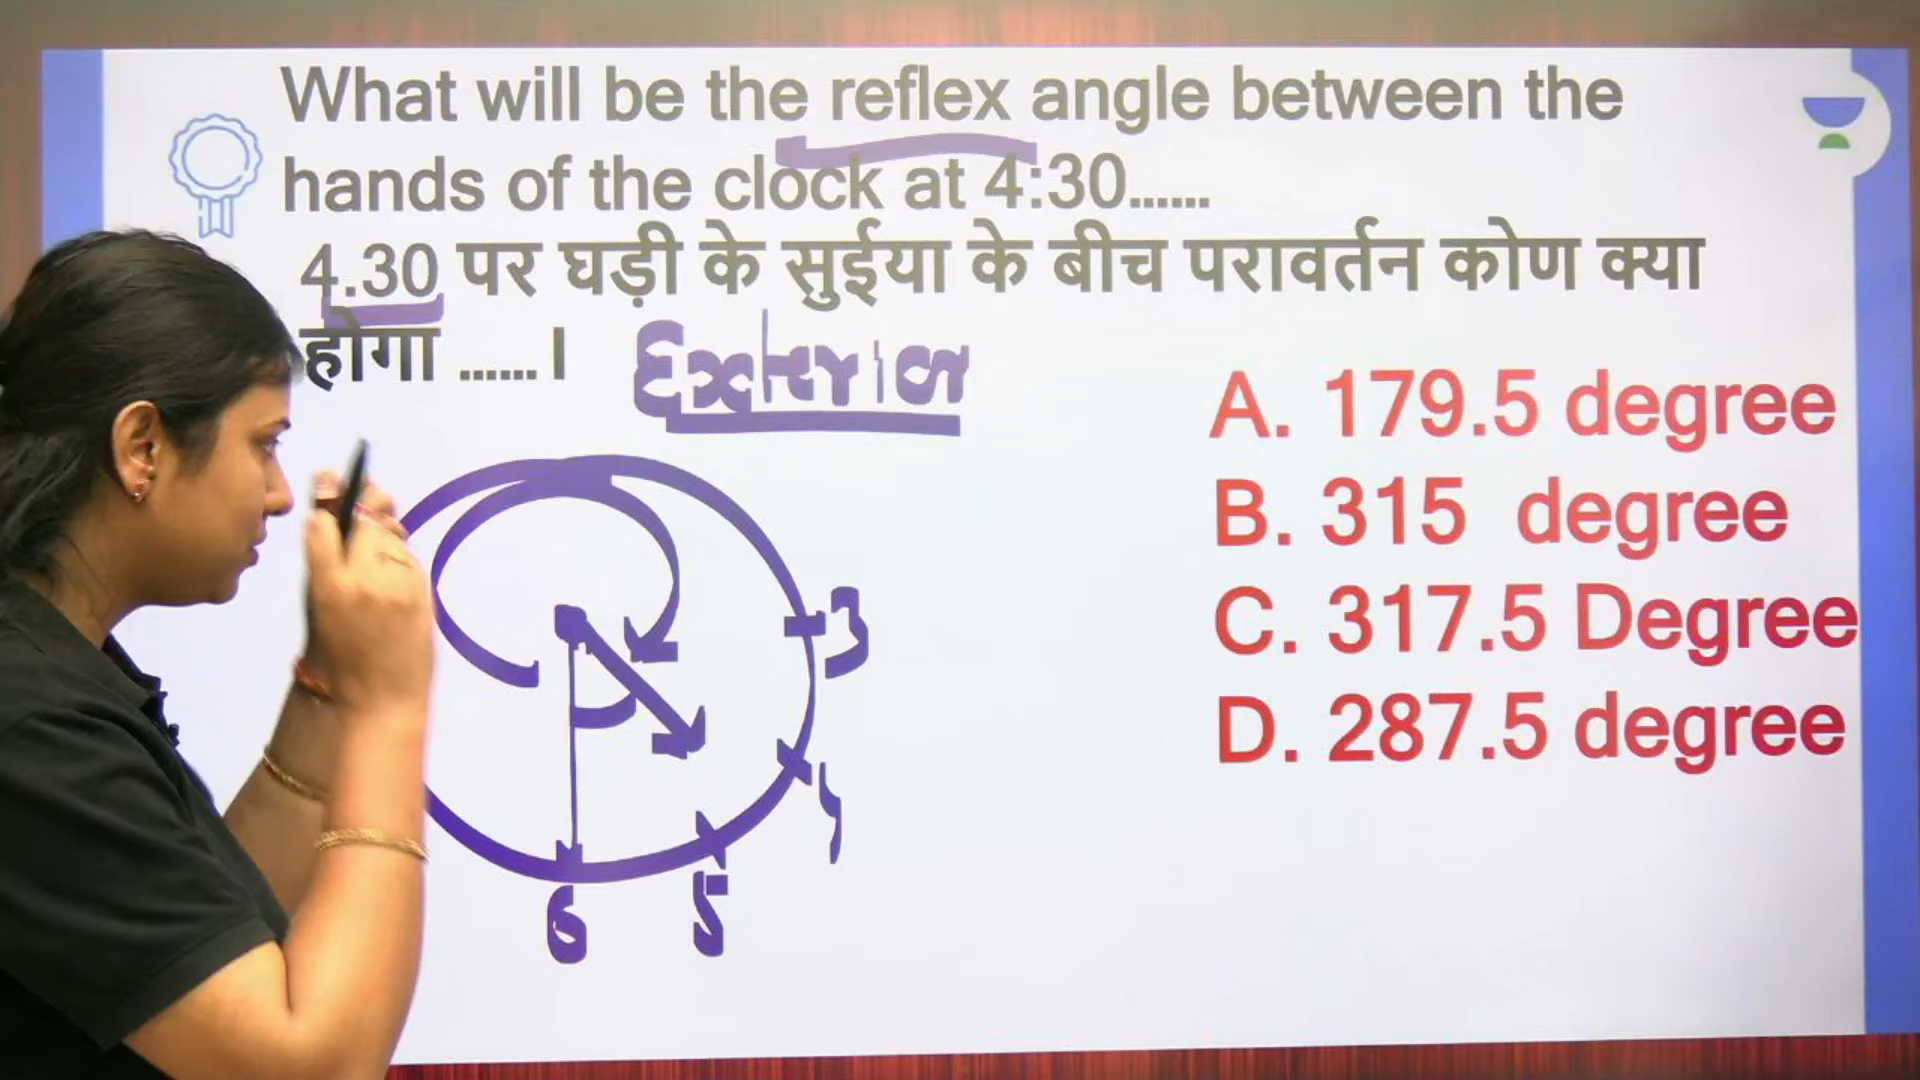 What will be the reflex angle between the
hands of the clock at 4:30......
4.30 पर घड़ी के सुईया के बीच परावर्तन कोण क्या
होगा ......।
Exterior
A. 179.5 degree
B. 315 degree
C. 317.5 Degree
D. 287.5 degree
3
4
5
6